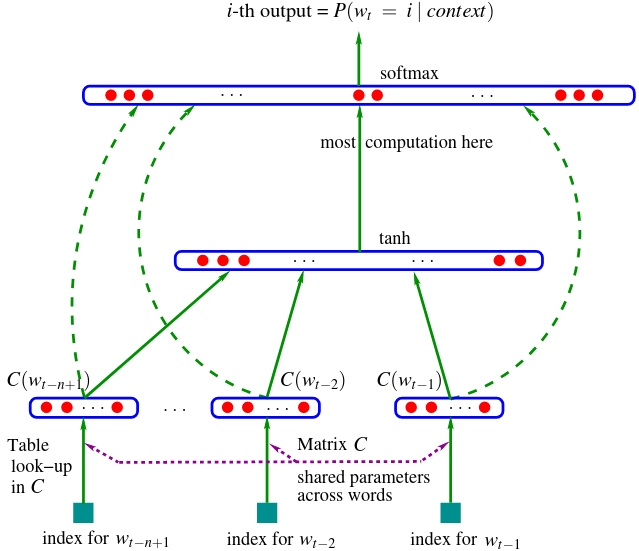 i-th output = P(w_t = i | context)
softmax
. . .
. . .
most computation here
tanh
. . .
. . .
C(w_{t−n+1})
C(w_{t−2})
C(w_{t−1})
. . .
. . .
. . .
. . .
Table
look−up
in C
Matrix C
shared parameters
across words
index for w_{t−n+1}
index for w_{t−2}
index for w_{t−1}